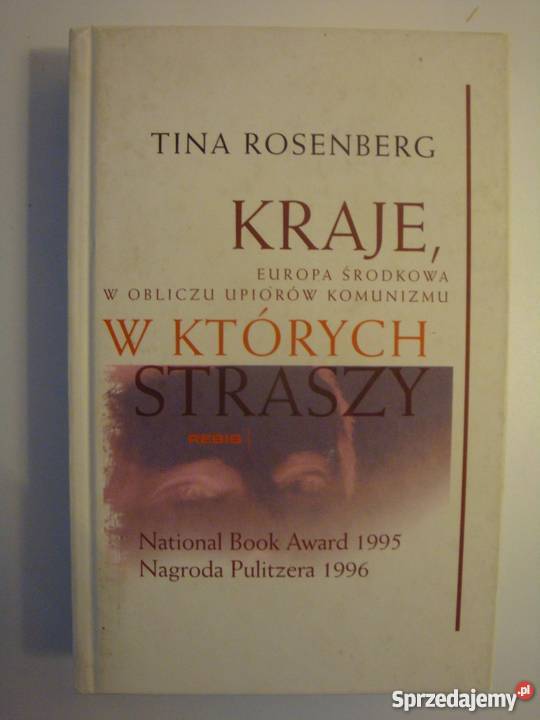 TINA ROSENBERG
KRAJE,
EUROPA ŚRODKOWA
W OBLICZU UPIORÓW KOMUNIZMU
W KTÓRYCH
STRASZY
REBIS
National Book Award 1995
Nagroda Pulitzera 1996
Sprzedajemy.pl